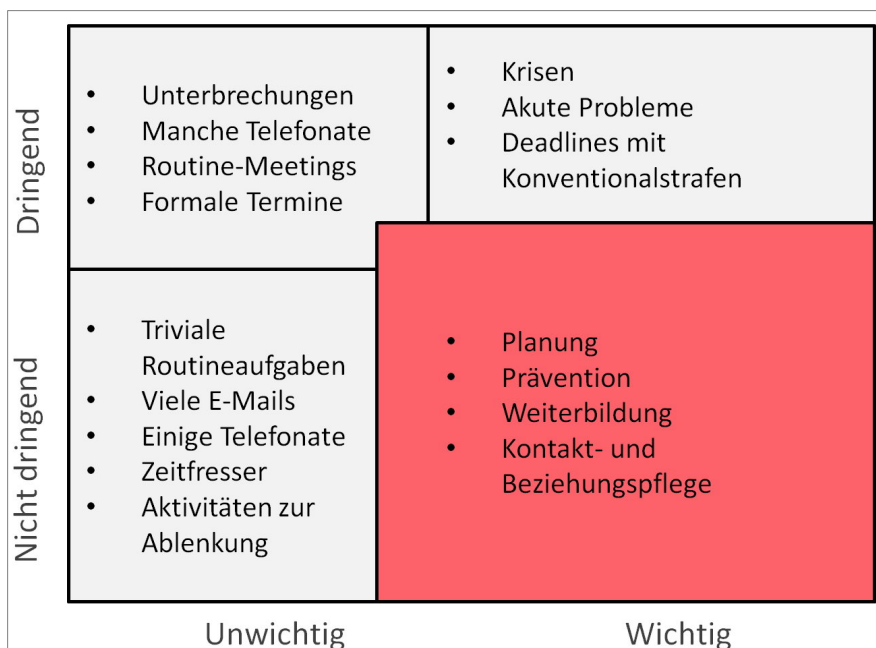 Dringend
• Unterbrechungen
• Manche Telefonate
• Routine-Meetings
• Formale Termine
• Krisen
• Akute Probleme
• Deadlines mit
Konventionalstrafen
Nicht dringend
• Triviale
Routineaufgaben
• Viele E-Mails
• Einige Telefonate
• Zeitfresser
• Aktivitäten zur
Ablenkung
• Planung
• Prävention
• Weiterbildung
• Kontakt- und
Beziehungspflege
Unwichtig
Wichtig